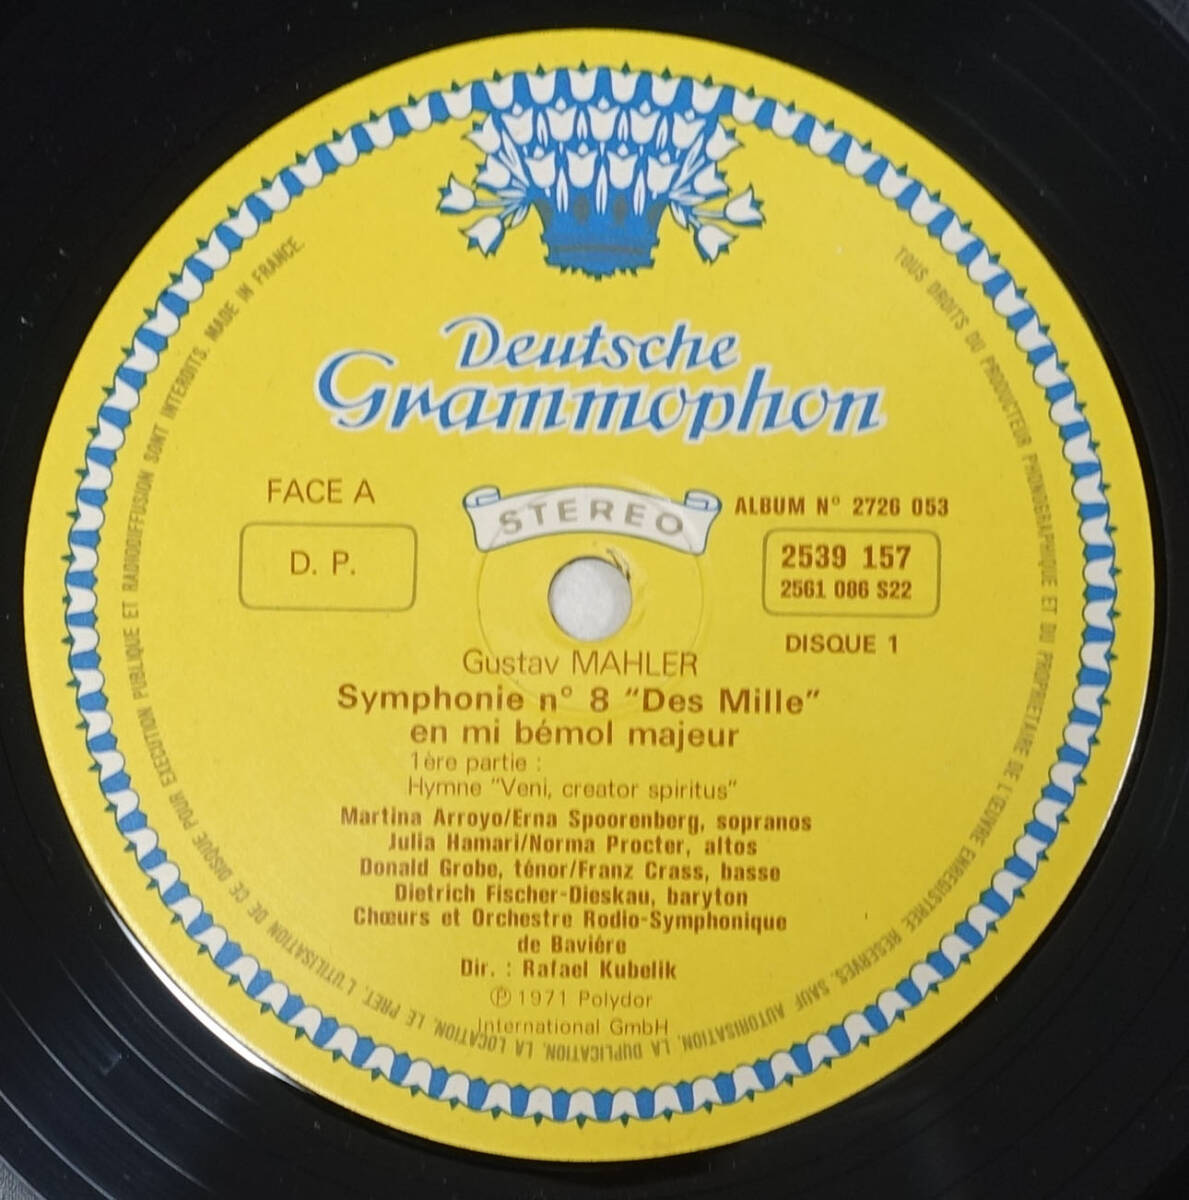 Deutsche
Grammophon
FACE A
STEREO
ALBUM N° 2726 053
D. P.
2539 157
2561 086 S22
DISQUE 1
Gustav MAHLER
Symphonie n° 8 "Des Mille"
en mi bémol majeur
1ère partie :
Hymne "Veni, creator spiritus"
Martina Arroyo/Erna Spoorenberg, sopranos
Julia Hamari/Norma Procter, altos
Donald Grobe, ténor/Franz Crass, basse
Dietrich Fischer-Dieskau, baryton
Chœurs et Orchestre Rodio-Symphonique
de Baviére
Dir. : Rafael Kubelik
℗ 1971 Polydor
International GmbH
TOUS DROITS DU PRODUCTEUR PHONOGRAPHIQUE ET DU PROPRIETAIRE DE L'ŒUVRE ENREGISTREE RESERVES. SAUF AUTORISATION, LA DUPLICATION, LA LOCATION, LE PRET, L'UTILISATION DE CE DISQUE POUR EXECUTION PUBLIQUE ET RADIODIFFUSION SONT INTERDITS. MADE IN FRANCE.